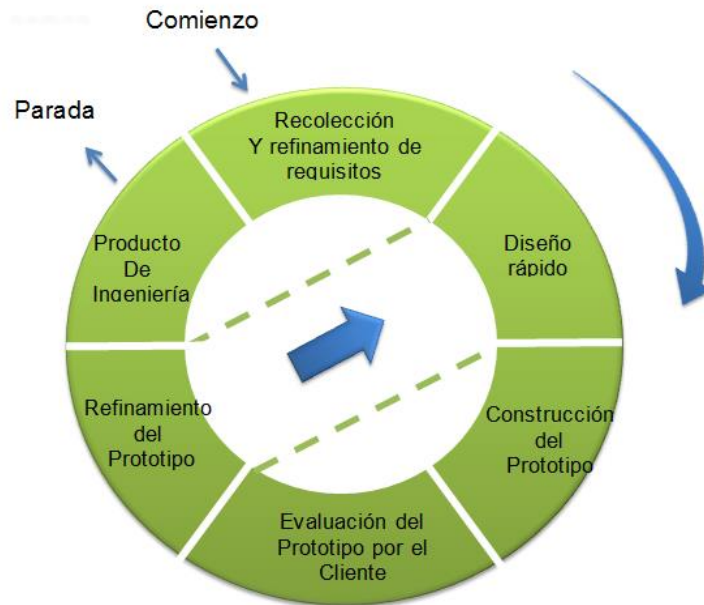 Comienzo
Parada
Recolección
Y refinamiento de
requisitos
Diseño
rápido
Construcción
del
Prototipo
Evaluación del
Prototipo por el
Cliente
Refinamiento
del
Prototipo
Producto
De
Ingeniería